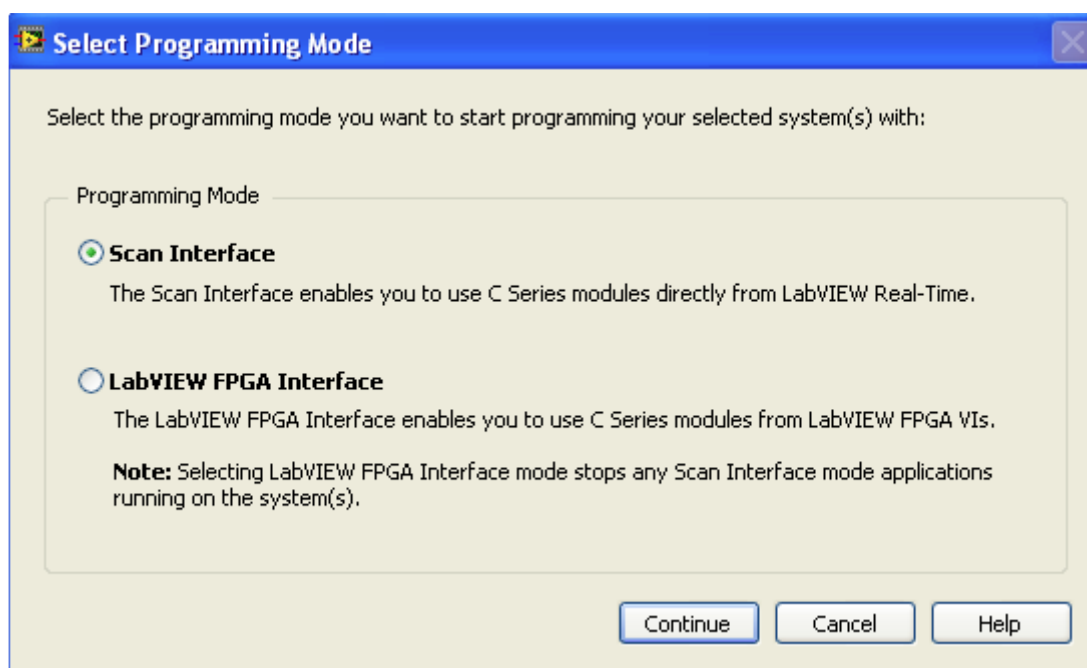 Select Programming Mode
Select the programming mode you want to start programming your selected system(s) with:
Programming Mode
Scan Interface
The Scan Interface enables you to use C Series modules directly from LabVIEW Real-Time.
LabVIEW FPGA Interface
The LabVIEW FPGA Interface enables you to use C Series modules from LabVIEW FPGA VIs.
Note: Selecting LabVIEW FPGA Interface mode stops any Scan Interface mode applications
running on the system(s).
Continue Cancel Help